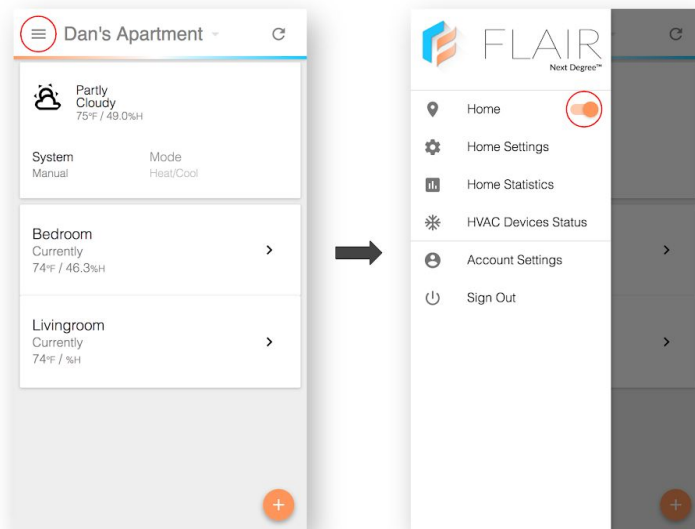 Dan's Apartment
Partly
Cloudy
75°F / 49.0%H
System
Mode
Manual
Heat/Cool
Bedroom
Currently
74°F / 46.3%H
Livingroom
Currently
74°F / %H
FLAIR
Next Degree™
Home
Home Settings
Home Statistics
HVAC Devices Status
Account Settings
Sign Out